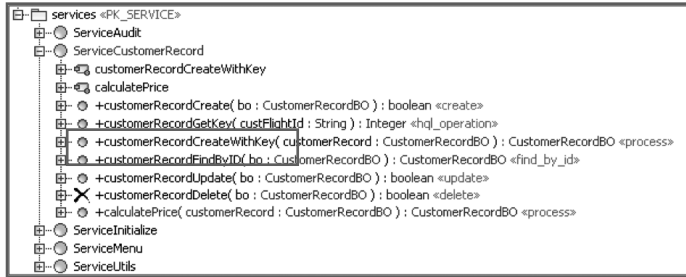 services «PK_SERVICE»
ServiceAudit
ServiceCustomerRecord
customerRecordCreateWithKey
calculatePrice
+customerRecordCreate( bo : CustomerRecordBO ) : boolean «create»
+customerRecordGetKey( custFlightId : String ) : Integer «hql_operation»
+customerRecordCreateWithKey( customerRecord : CustomerRecordBO ) : CustomerRecordBO «process»
+customerRecordFindByID( bo : CustomerRecordBO ) : CustomerRecordBO «find_by_id»
+customerRecordUpdate( bo : CustomerRecordBO ) : boolean «update»
+customerRecordDelete( bo : CustomerRecordBO ) : boolean «delete»
+calculatePrice( customerRecord : CustomerRecordBO ) : CustomerRecordBO «process»
ServiceInitialize
ServiceMenu
ServiceUtils